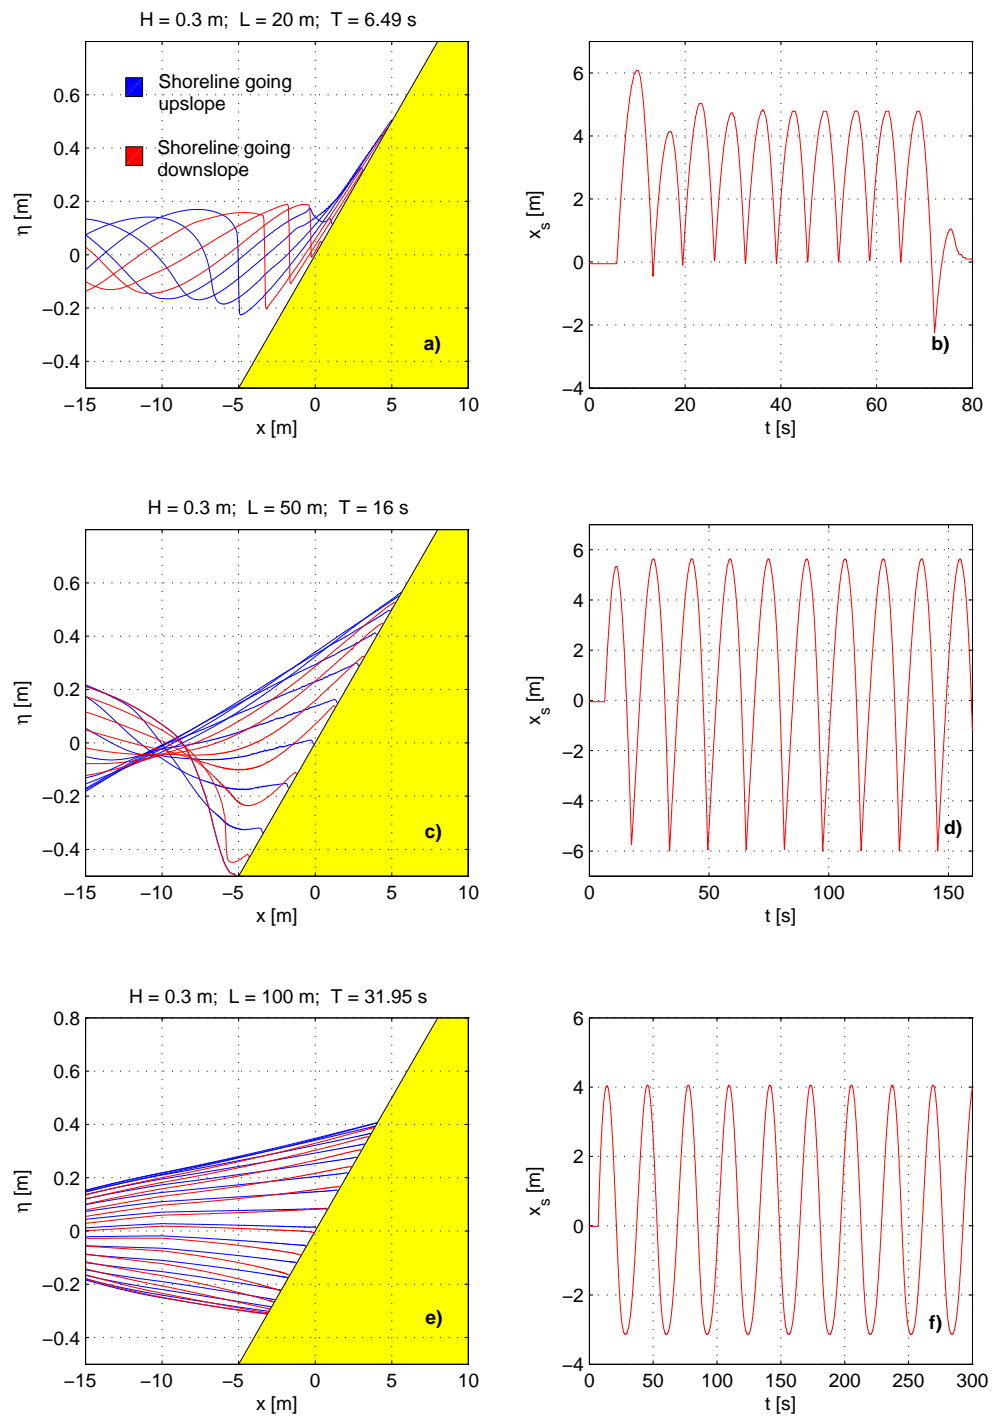 H = 0.3 m; L = 20 m; T = 6.49 s
0.6
0.4
0.2
0
−0.2
−0.4
η [m]
Shoreline going
upslope
Shoreline going
downslope
a)
−15 −10 −5 0 5 10
x [m]
6
4
2
0
−2
−4
x_s [m]
b)
0 20 40 60 80
t [s]
H = 0.3 m; L = 50 m; T = 16 s
0.6
0.4
0.2
0
−0.2
−0.4
η [m]
c)
−15 −10 −5 0 5 10
x [m]
6
4
2
0
−2
−4
−6
x_s [m]
d)
0 50 100 150
t [s]
H = 0.3 m; L = 100 m; T = 31.95 s
0.8
0.6
0.4
0.2
0
−0.2
−0.4
η [m]
e)
−15 −10 −5 0 5 10
x [m]
6
4
2
0
−2
−4
x_s [m]
f)
0 50 100 150 200 250 300
t [s]